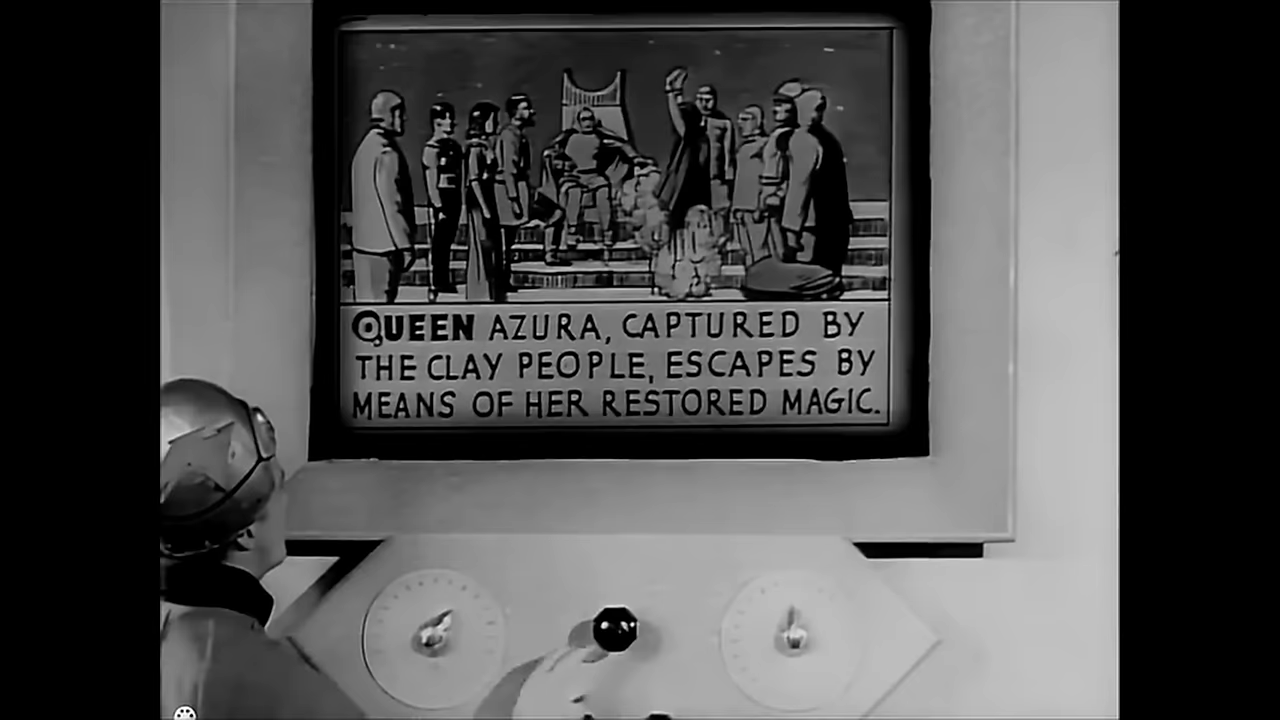 QUEEN AZURA, CAPTURED BY
THE CLAY PEOPLE, ESCAPES BY
MEANS OF HER RESTORED MAGIC.